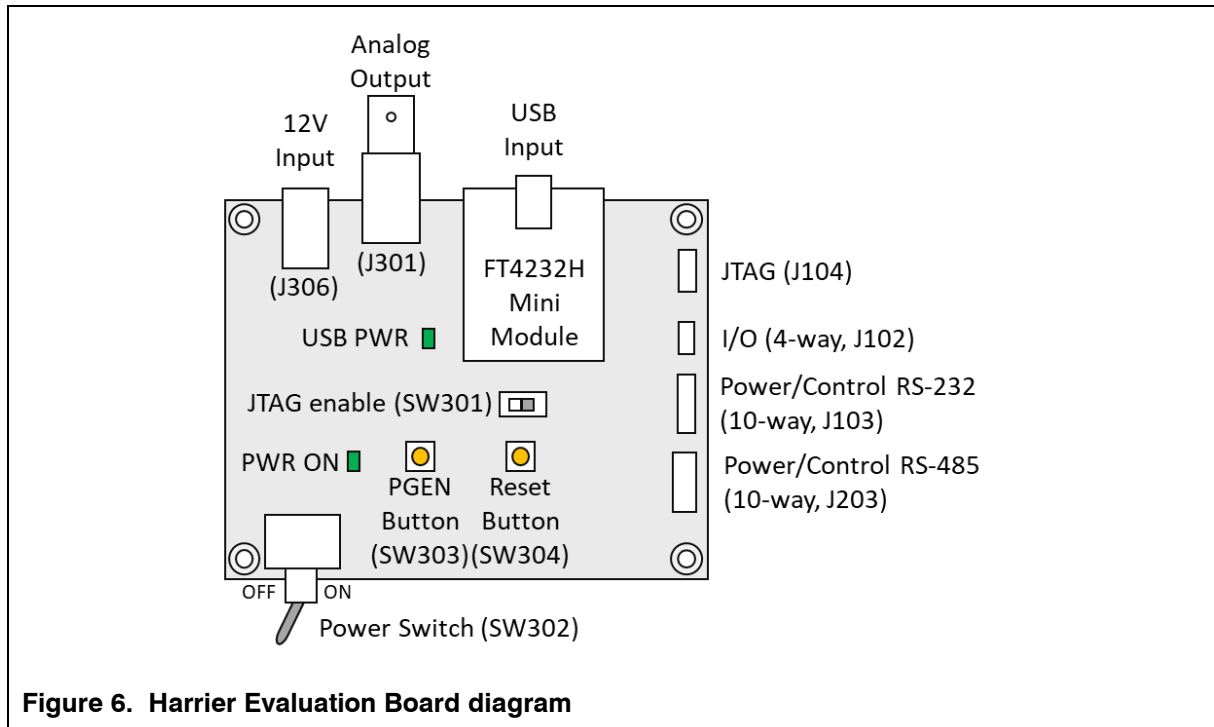 Analog
Output
12V
Input
USB
Input
(J306)
(J301)
FT4232H
Mini
Module
JTAG (J104)
USB PWR
I/O (4-way, J102)
JTAG enable (SW301)
Power/Control RS-232
(10-way, J103)
PWR ON
PGEN
Button
(SW303)
Reset
Button
(SW304)
Power/Control RS-485
(10-way, J203)
OFF
ON
Power Switch (SW302)
Figure 6. Harrier Evaluation Board diagram